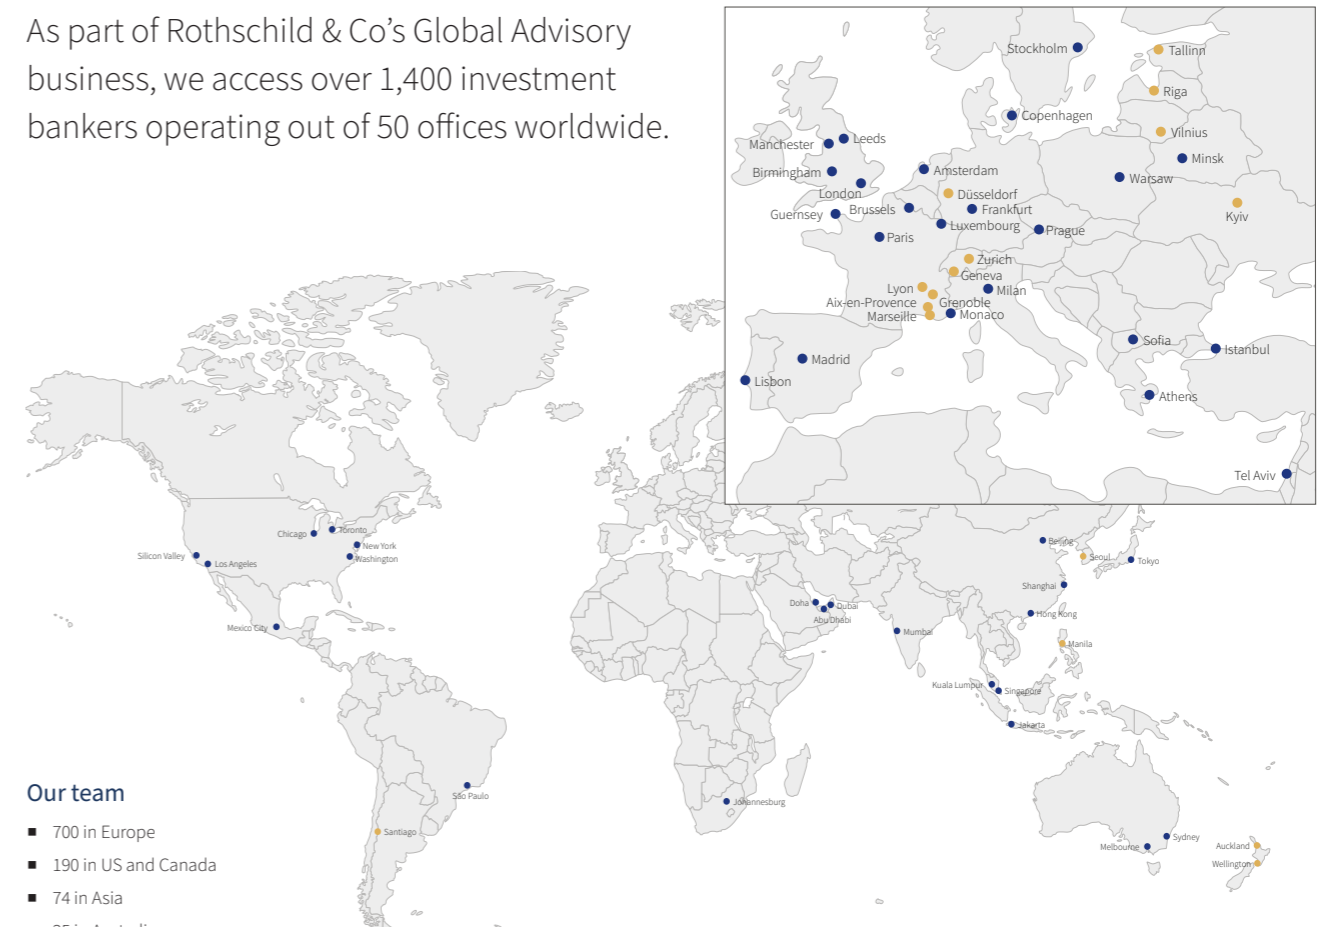 As part of Rothschild & Co’s Global Advisory
business, we access over 1,400 investment
bankers operating out of 50 offices worldwide.
Stockholm
Tallinn
Riga
Copenhagen
Vilnius
Manchester
Leeds
Minsk
Birmingham
Amsterdam
Warsaw
London
Düsseldorf
Guernsey
Brussels
Frankfurt
Kyiv
Luxembourg
Paris
Prague
Zurich
Geneva
Lyon
Milan
Aix-en-Provence
Grenoble
Marseille
Monaco
Sofia
Istanbul
Madrid
Lisbon
Athens
Tel Aviv
Chicago
Toronto
New York
Silicon Valley
Washington
Los Angeles
Mexico City
Beijing
Seoul
Tokyo
Shanghai
Doha
Dubai
Abu Dhabi
Hong Kong
Mumbai
Manila
Kuala Lumpur
Singapore
Jakarta
São Paulo
Johannesburg
Santiago
Sydney
Melbourne
Auckland
Wellington
Our team
700 in Europe
190 in US and Canada
74 in Asia